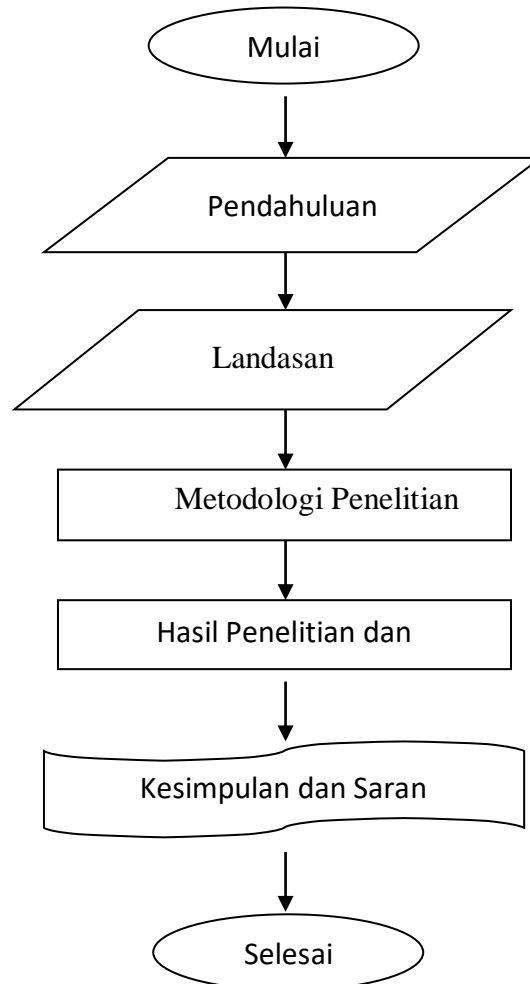 Mulai
Pendahuluan
Landasan
Metodologi Penelitian
Hasil Penelitian dan
Kesimpulan dan Saran
Selesai